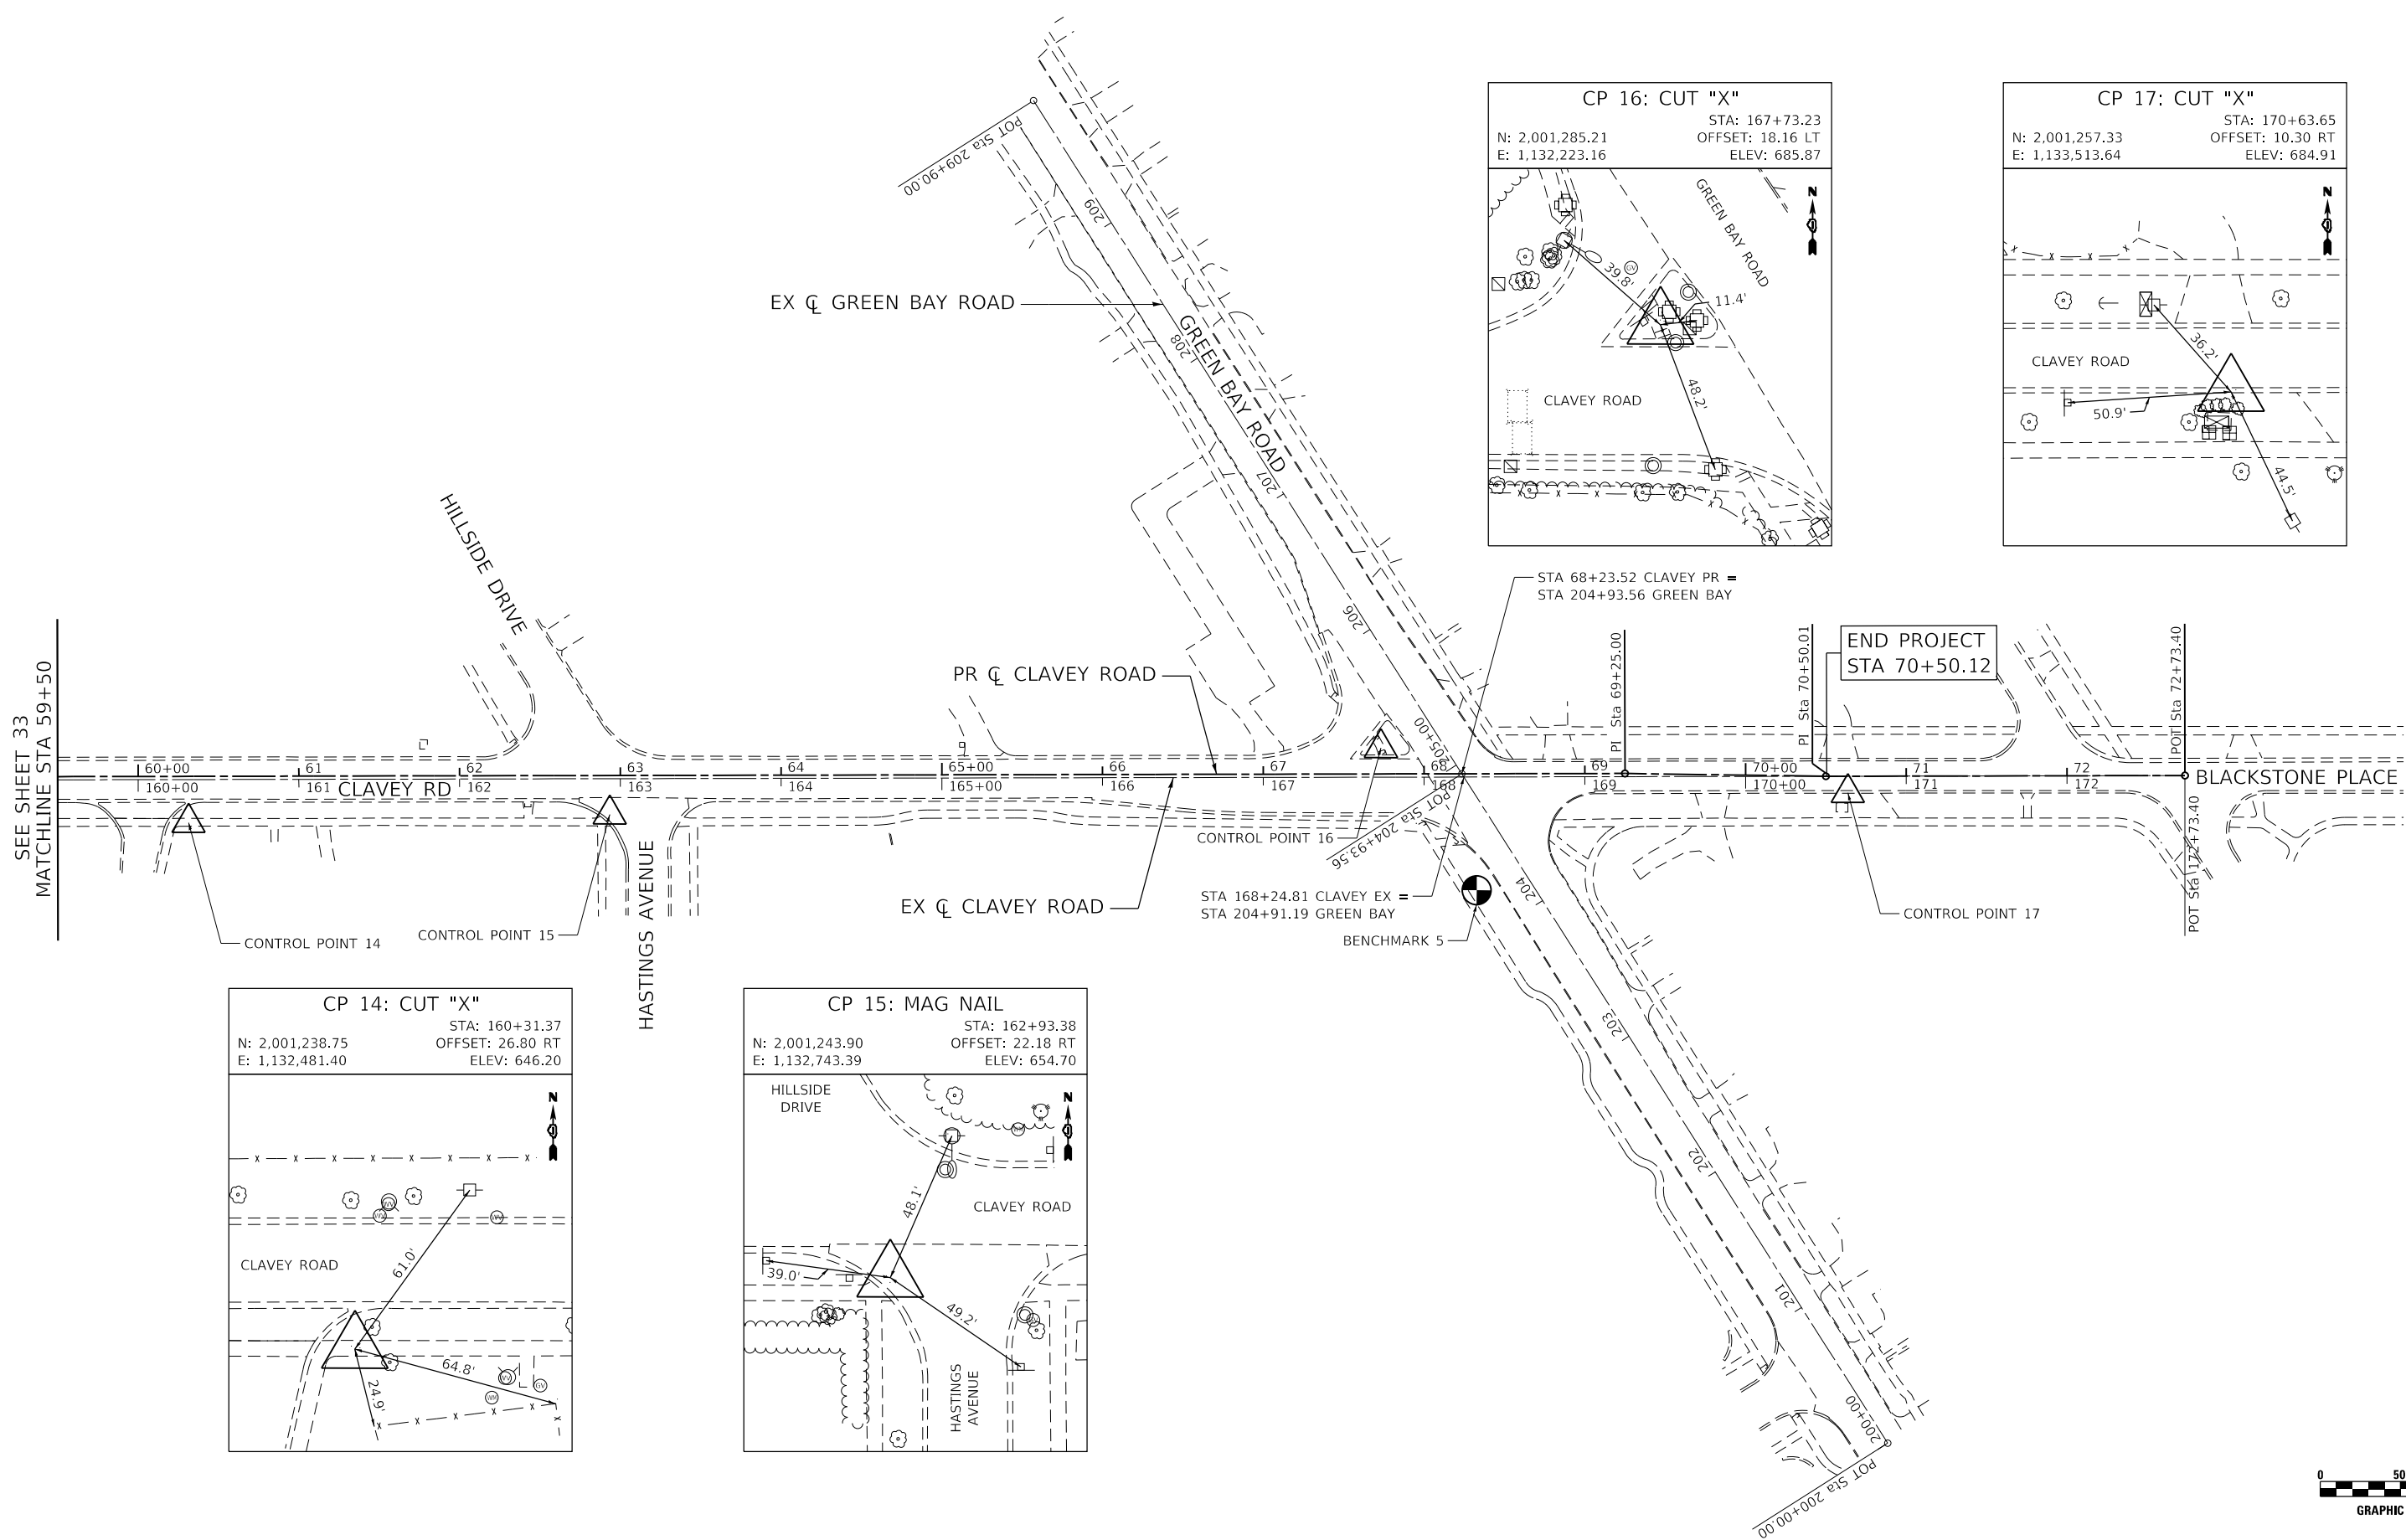 POT Sta 209+90.00
209
EX ℄ GREEN BAY ROAD
GREEN BAY ROAD
208
207
206
205+00
204
203
202
201
200+00
POT Sta 200+00.00
CP 16: CUT "X"
STA: 167+73.23
N: 2,001,285.21 OFFSET: 18.16 LT
E: 1,132,223.16 ELEV: 685.87
GREEN BAY ROAD
N
39.8'
GV
11.4'
48.2'
CLAVEY ROAD
CP 17: CUT "X"
STA: 170+63.65
N: 2,001,257.33 OFFSET: 10.30 RT
E: 1,133,513.64 ELEV: 684.91
N
CLAVEY ROAD
36.2'
50.9'
44.5'
STA 68+23.52 CLAVEY PR =
STA 204+93.56 GREEN BAY
HILLSIDE DRIVE
PR ℄ CLAVEY ROAD
PI Sta 69+25.00
PI Sta 70+50.01
END PROJECT
STA 70+50.12
POT Sta 72+73.40
SEE SHEET 33
MATCHLINE STA 59+50
60+00 61 62 63 64 65+00 66 67 68 69 70+00 71 72
160+00 161 162 163 164 165+00 166 167 168 169 170+00 171 172
CLAVEY RD
BLACKSTONE PLACE
POT Sta 172+73.40
POT Sta 204+93.56
CONTROL POINT 16
EX ℄ CLAVEY ROAD
STA 168+24.81 CLAVEY EX =
STA 204+91.19 GREEN BAY
BENCHMARK 5
CONTROL POINT 17
CONTROL POINT 14
CONTROL POINT 15
HASTINGS AVENUE
CP 14: CUT "X"
STA: 160+31.37
N: 2,001,238.75 OFFSET: 26.80 RT
E: 1,132,481.40 ELEV: 646.20
N
CLAVEY ROAD
61.0'
64.8'
24.9'
GV
CP 15: MAG NAIL
STA: 162+93.38
N: 2,001,243.90 OFFSET: 22.18 RT
E: 1,132,743.39 ELEV: 654.70
HILLSIDE
DRIVE
N
48.1'
CLAVEY ROAD
39.0'
49.2'
HASTINGS
AVENUE
0 50
GRAPHIC